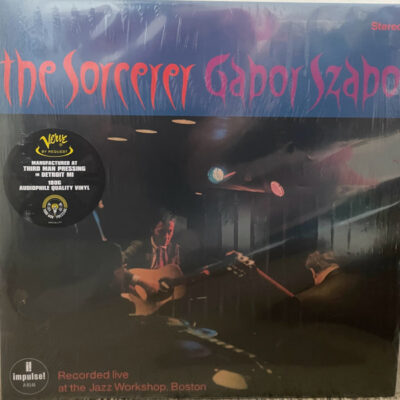 Stereo
the Sorcerer Gabor Szabo
Verve
BY REQUEST
MANUFACTURED AT
THIRD MAN PRESSING
IN DETROIT MI
180G
AUDIOPHILE QUALITY VINYL
impulse!
Recorded live
at the Jazz Workshop, Boston